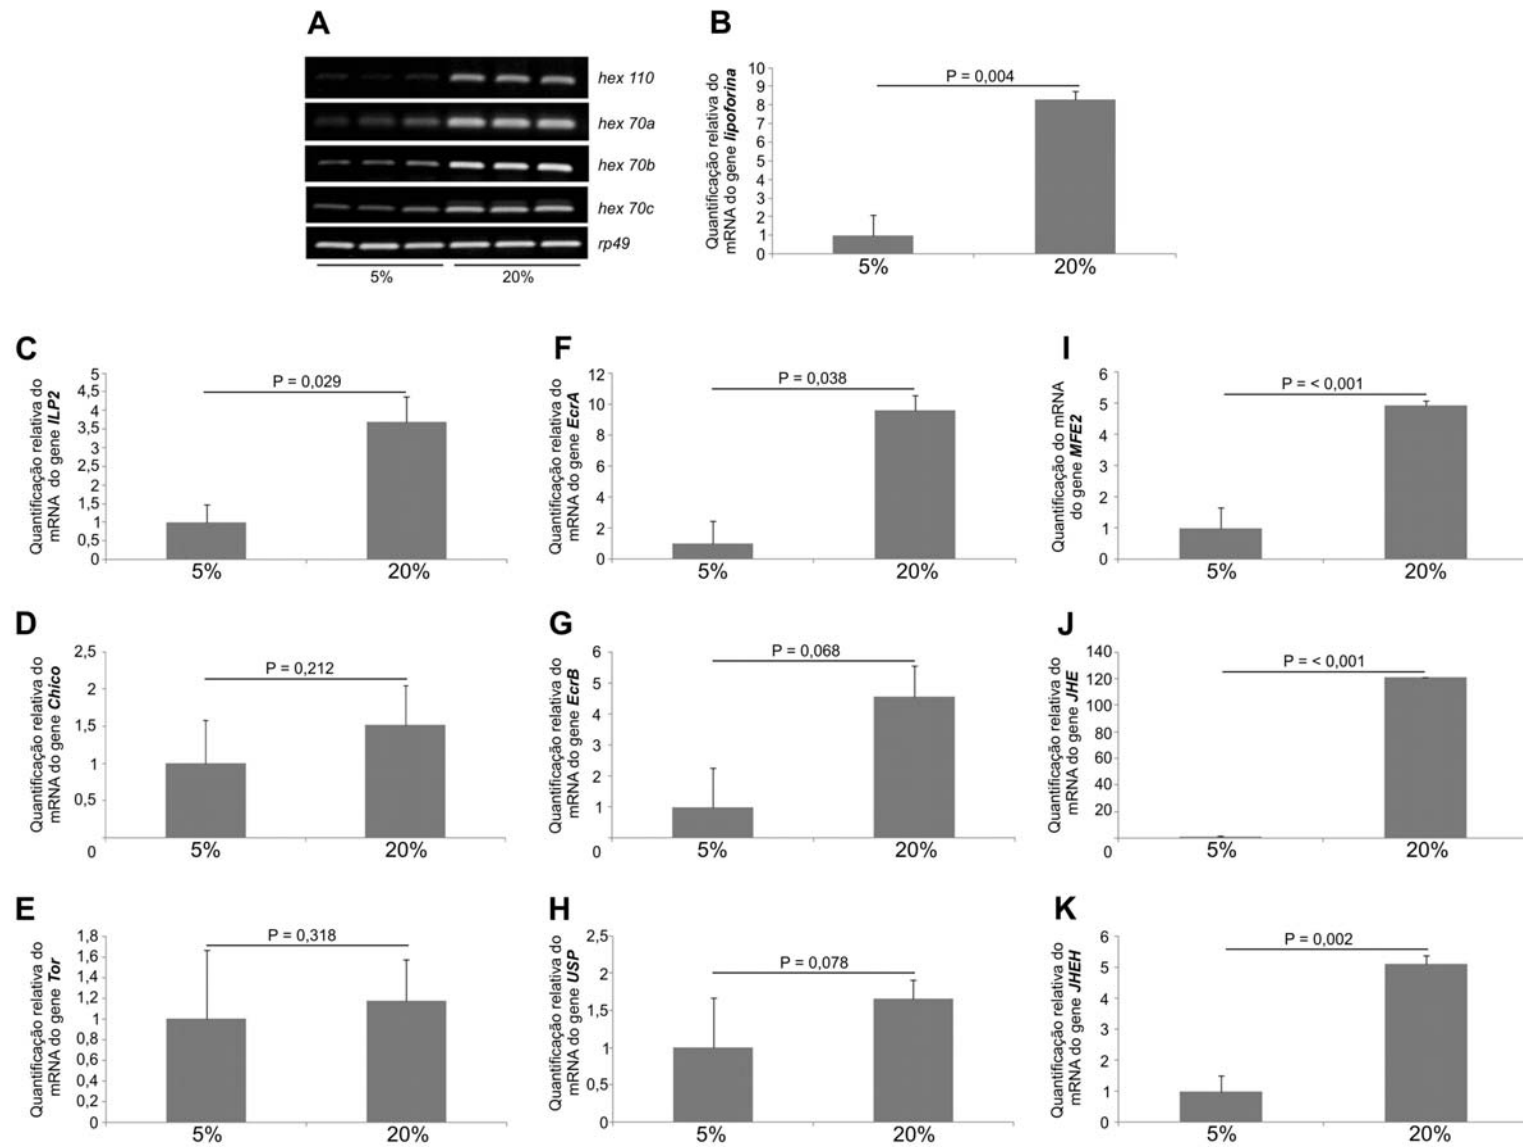 A
hex 110
hex 70a
hex 70b
hex 70c
rp49
5%
20%
B
Quantificação relativa do
mRNA do gene lipoforina
10
9
8
7
6
5
4
3
2
1
0
P = 0,004
5%
20%
C
Quantificação relativa do
mRNA do gene ILP2
5
4,5
4
3,5
3
2,5
2
1,5
1
0,5
0
P = 0,029
5%
20%
D
Quantificação relativa do
mRNA do gene Chico
2,5
2
1,5
1
0,5
0
P = 0,212
5%
20%
E
Quantificação relativa do
mRNA do gene Tor
1,8
1,6
1,4
1,2
1
0,8
0,6
0,4
0,2
0
P = 0,318
5%
20%
F
Quantificação relativa do
mRNA do gene EcrA
12
10
8
6
4
2
0
P = 0,038
5%
20%
G
Quantificação relativa do
mRNA do gene EcrB
6
5
4
3
2
1
0
P = 0,068
5%
20%
H
Quantificação relativa do
mRNA do gene USP
2,5
2
1,5
1
0,5
0
P = 0,078
5%
20%
I
Quantificação do mRNA
do gene MFE2
6
5
4
3
2
1
0
P = < 0,001
5%
20%
J
Quantificação relativa do
mRNA do gene JHE
140
120
100
80
60
40
20
0
P = < 0,001
5%
20%
K
Quantificação relativa do
mRNA do gene JHEH
6
5
4
3
2
1
0
P = 0,002
5%
20%